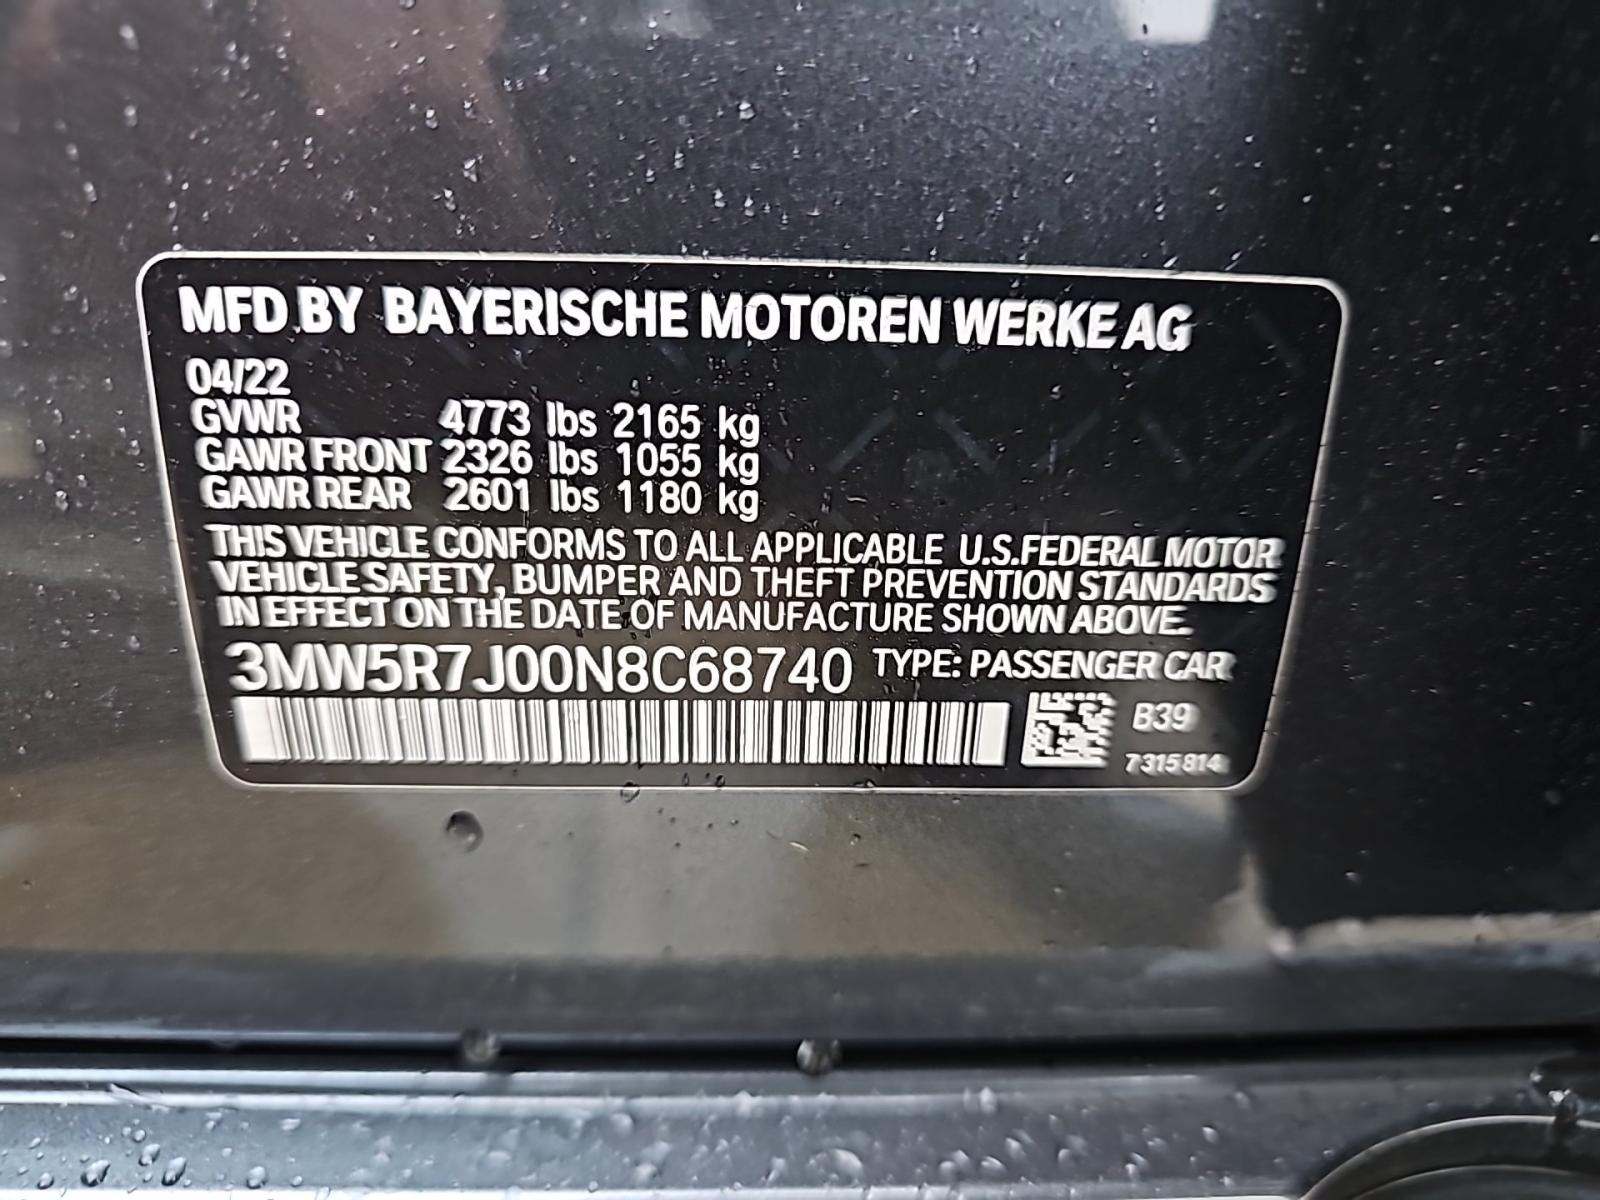 MFD BY BAYERISCHE MOTOREN WERKE AG
04/22
GVWR 4773 lbs 2165 kg
GAWR FRONT 2326 lbs 1055 kg
GAWR REAR 2601 lbs 1180 kg
THIS VEHICLE CONFORMS TO ALL APPLICABLE U.S.FEDERAL MOTOR
VEHICLE SAFETY, BUMPER AND THEFT PREVENTION STANDARDS
IN EFFECT ON THE DATE OF MANUFACTURE SHOWN ABOVE.
3MW5R7J00N8C68740 TYPE: PASSENGER CAR
B39
7315814